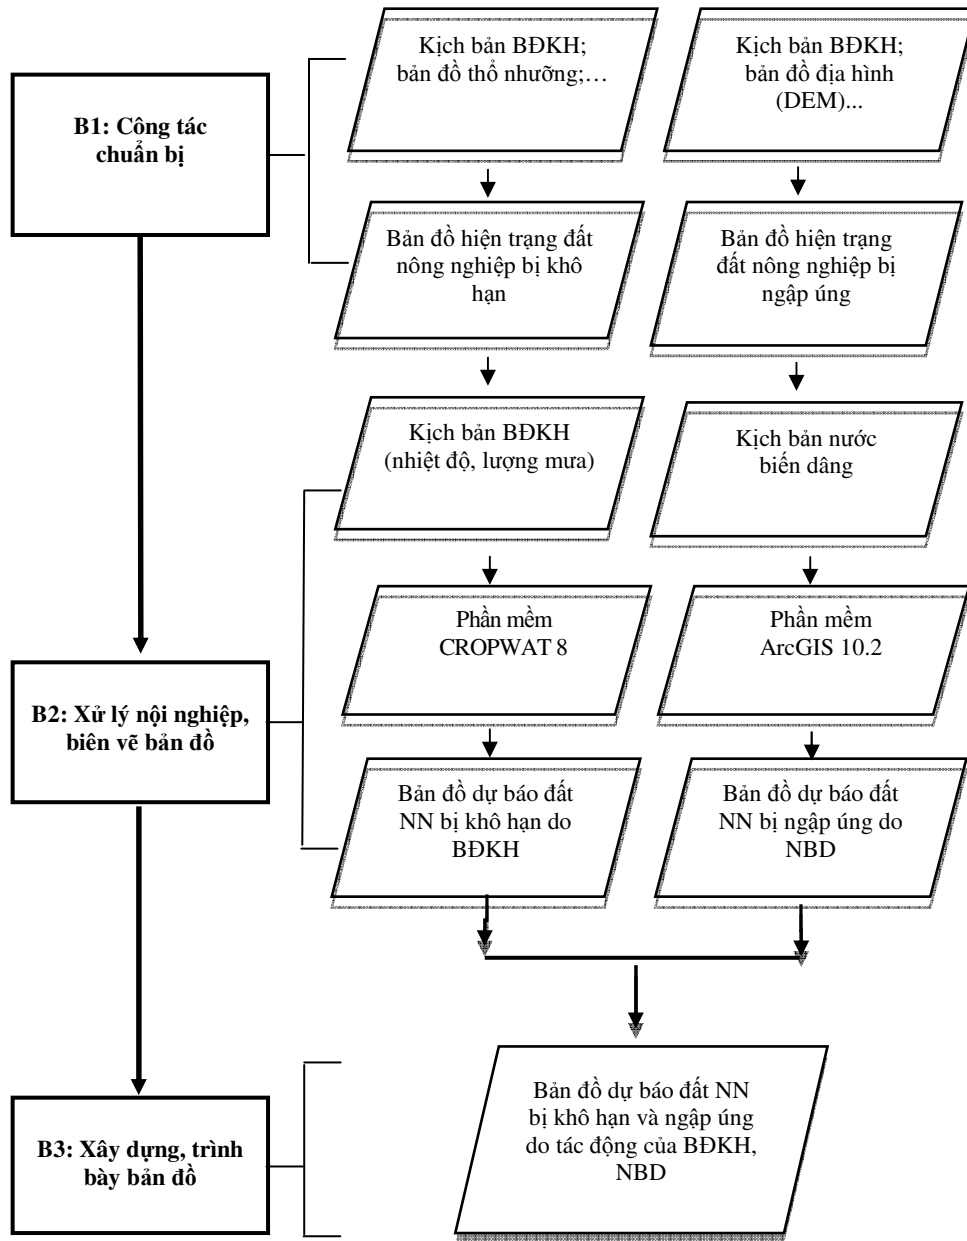 Kịch bản BĐKH;
bản đồ thổ nhưỡng;…
Kịch bản BĐKH;
bản đồ địa hình
(DEM)...
B1: Công tác
chuẩn bị
Bản đồ hiện trạng đất
nông nghiệp bị khô
hạn
Bản đồ hiện trạng
đất nông nghiệp bị
ngập úng
Kịch bản BĐKH
(nhiệt độ, lượng mưa)
Kịch bản nước
biến dâng
Phần mềm
CROPWAT 8
Phần mềm
ArcGIS 10.2
B2: Xử lý nội nghiệp,
biên vẽ bản đồ
Bản đồ dự báo đất
NN bị khô hạn do
BĐKH
Bản đồ dự báo đất
NN bị ngập úng do
NBD
B3: Xây dựng, trình
bày bản đồ
Bản đồ dự báo đất NN
bị khô hạn và ngập úng
do tác động của BĐKH,
NBD